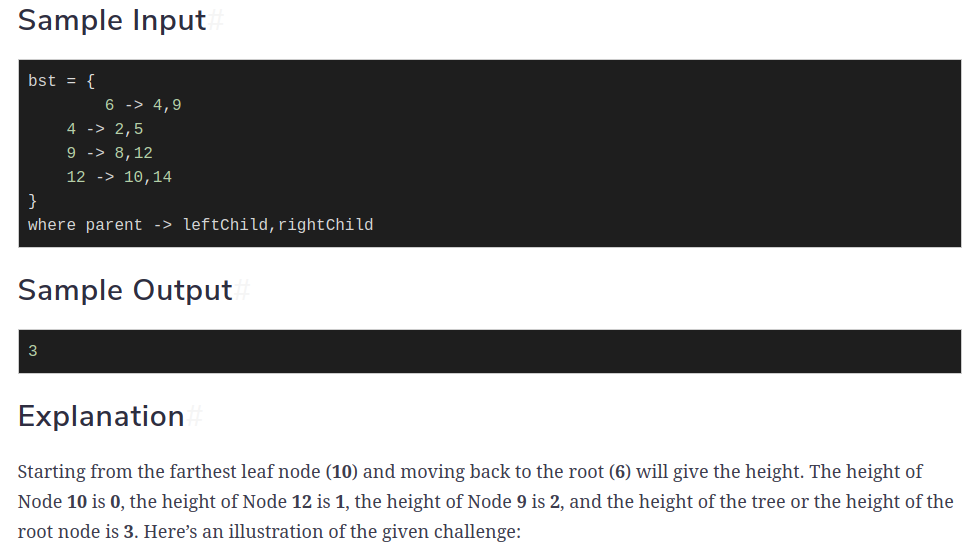 Sample Input#
bst = {
        6 -> 4,9
    4 -> 2,5
    9 -> 8,12
    12 -> 10,14
}
where parent -> leftChild,rightChild
Sample Output#
3
Explanation#
Starting from the farthest leaf node (10) and moving back to the root (6) will give the height. The height of
Node 10 is 0, the height of Node 12 is 1, the height of Node 9 is 2, and the height of the tree or the height of the
root node is 3. Here’s an illustration of the given challenge: